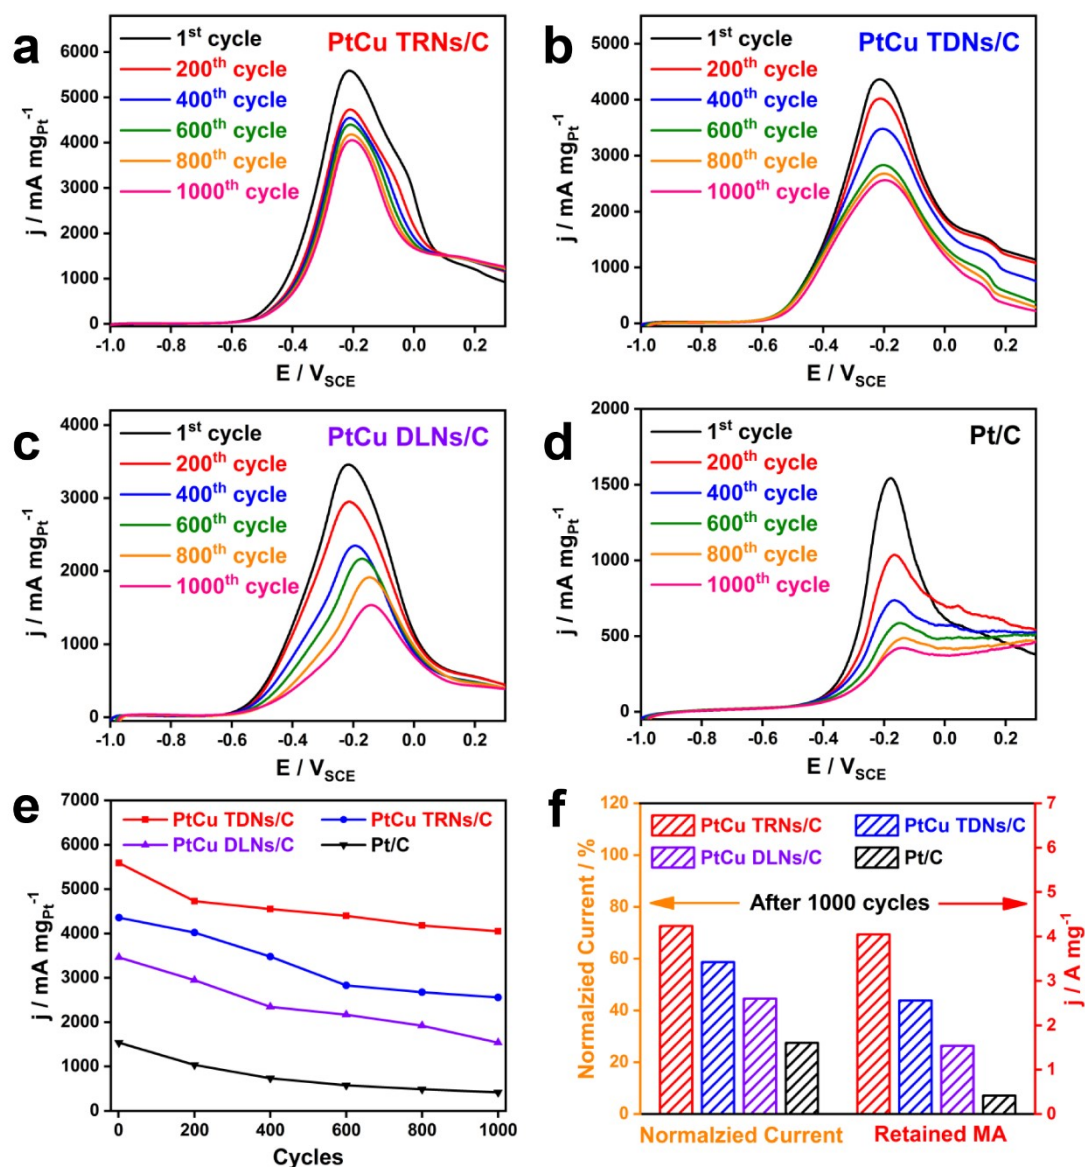 a
PtCu TRNs/C
1st cycle
200th cycle
400th cycle
600th cycle
800th cycle
1000th cycle
j / mA mgPt-1
6000
5000
4000
3000
2000
1000
0
-1.0 -0.8 -0.6 -0.4 -0.2 0.0 0.2
E / VSCE
b
PtCu TDNs/C
1st cycle
200th cycle
400th cycle
600th cycle
800th cycle
1000th cycle
j / mA mgPt-1
5000
4000
3000
2000
1000
0
-1.0 -0.8 -0.6 -0.4 -0.2 0.0 0.2
E / VSCE
c
PtCu DLNs/C
1st cycle
200th cycle
400th cycle
600th cycle
800th cycle
1000th cycle
j / mA mgPt-1
4000
3000
2000
1000
0
-1.0 -0.8 -0.6 -0.4 -0.2 0.0 0.2
E / VSCE
d
Pt/C
1st cycle
200th cycle
400th cycle
600th cycle
800th cycle
1000th cycle
j / mA mgPt-1
2000
1500
1000
500
0
-1.0 -0.8 -0.6 -0.4 -0.2 0.0 0.2
E / VSCE
e
PtCu TDNs/C PtCu TRNs/C
PtCu DLNs/C Pt/C
j / mA mgPt-1
7000
6000
5000
4000
3000
2000
1000
0
0 200 400 600 800 1000
Cycles
f
PtCu TRNs/C PtCu TDNs/C
PtCu DLNs/C Pt/C
After 1000 cycles
Normalzied Current / %
120
100
80
60
40
20
0
j / A mg-1
7
6
5
4
3
2
1
0
Normalzied Current Retained MA